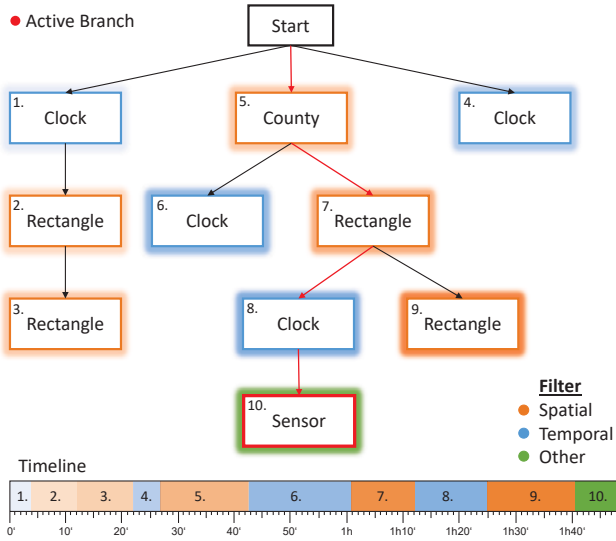 Active Branch
Start
1. Clock
5. County
4. Clock
2. Rectangle
6. Clock
7. Rectangle
3. Rectangle
8. Clock
9. Rectangle
10. Sensor
Filter
Spatial
Temporal
Other
Timeline
1. 2. 3. 4. 5. 6. 7. 8. 9. 10.
0' 10' 20' 30' 40' 50' 1h 1h10' 1h20' 1h30' 1h40'